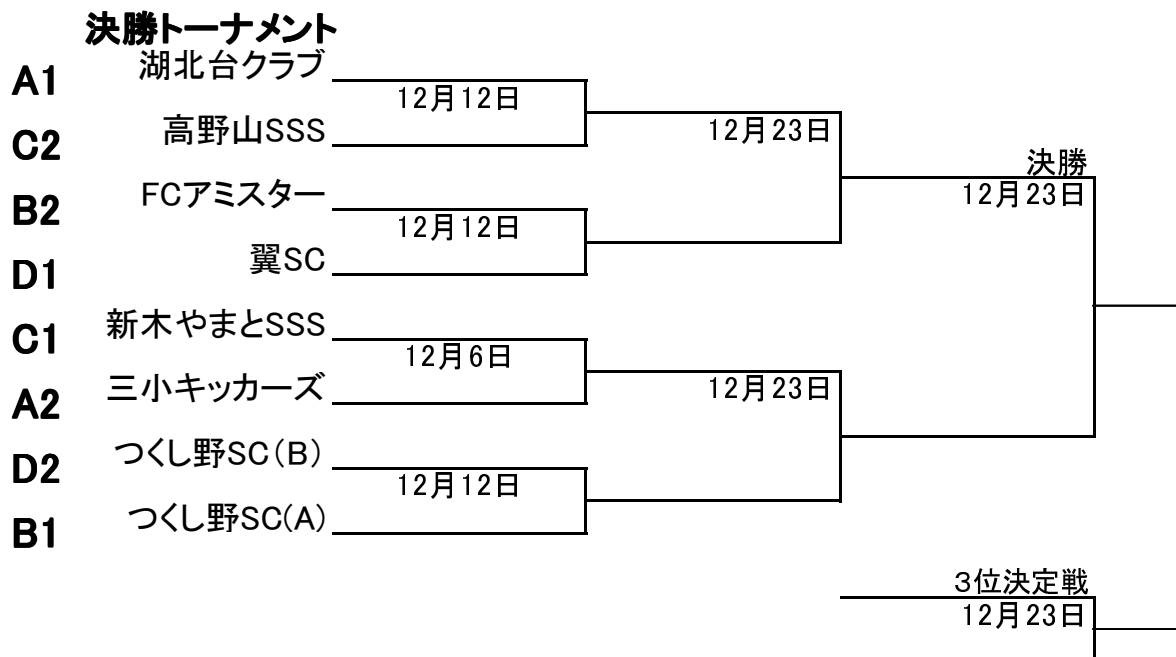 決勝トーナメント
A1 湖北台クラブ
12月12日
C2 高野山SSS
12月23日
B2 FCアミスター
決勝
12月23日
12月12日
D1 翼SC
C1 新木やまとSSS
12月6日
A2 三小キッカーズ
12月23日
D2 つくし野SC(B)
12月12日
B1 つくし野SC(A)
3位決定戦
12月23日